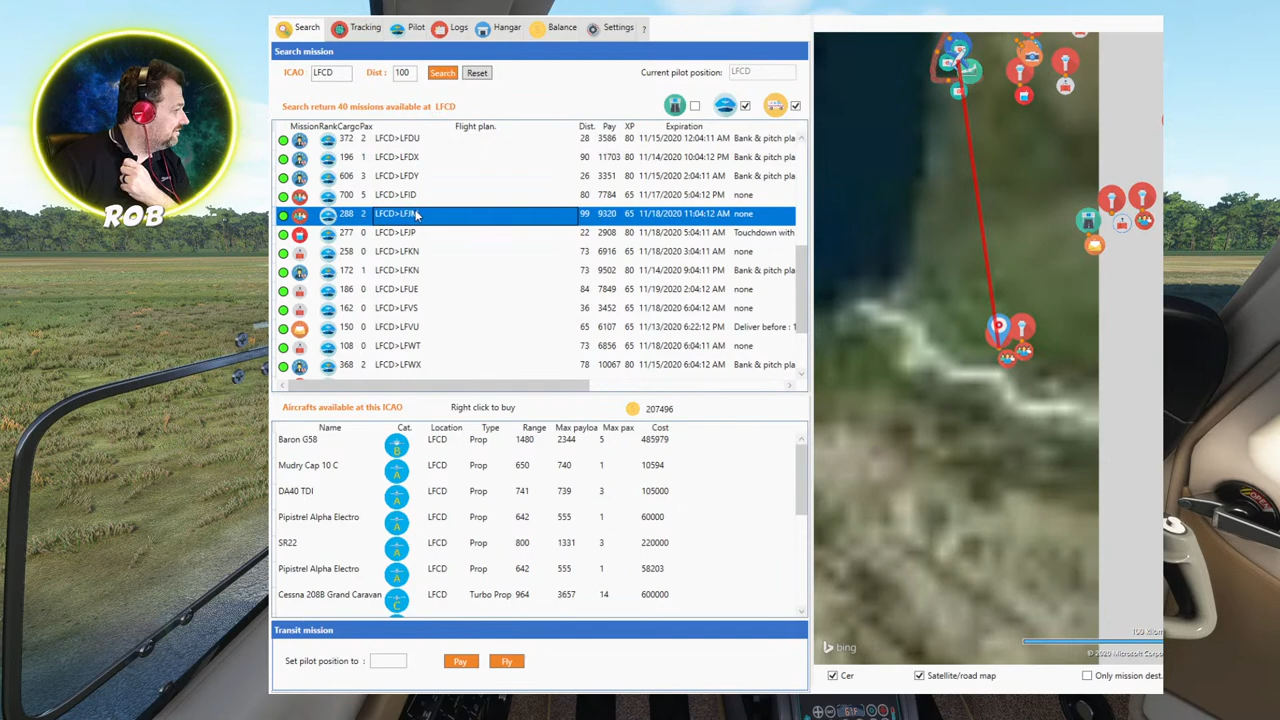 Search Tracking Pilot Logs Hangar Balance Settings ?
Search mission
ICAO LFCD Dist : 100 Search Reset Current pilot position: LFCD
Search return 40 missions available at LFCD
Mission Rank Cargo Pax Flight plan. Dist. Pay XP Expiration
372 2 LFCD>LFDU 28 3586 80 11/15/2020 12:04:11 AM Bank & pitch pla
196 1 LFCD>LFDX 90 11703 80 11/14/2020 10:04:12 PM Bank & pitch pla
606 3 LFCD>LFDY 26 3351 80 11/15/2020 2:04:11 AM Bank & pitch pla
700 5 LFCD>LFID 80 7784 65 11/17/2020 5:04:12 PM none
288 2 LFCD>LFJM 99 9320 65 11/18/2020 11:04:12 AM none
277 0 LFCD>LFJP 22 2908 80 11/18/2020 5:04:11 AM Touchdown with
258 0 LFCD>LFKN 73 6916 65 11/18/2020 3:04:11 AM none
172 1 LFCD>LFKN 73 9502 80 11/14/2020 9:04:11 PM Bank & pitch pla
186 0 LFCD>LFUE 84 7849 65 11/18/2020 2:04:11 AM none
162 0 LFCD>LFVS 36 3452 65 11/18/2020 6:04:11 AM none
150 0 LFCD>LFVU 65 6107 65 11/13/2020 6:22:12 PM Deliver before : 1
108 0 LFCD>LFWT 73 6856 65 11/18/2020 1:04:11 AM none
368 2 LFCD>LFWX 78 10067 80 11/14/2020 9:04:11 PM Bank & pitch pla
Aircrafts available at this ICAO Right click to buy 207496
Name Cat. Location Type Range Max payloa Max pax Cost
Baron G58 B LFCD Prop 1480 2344 5 485979
Mudry Cap 10 C A LFCD Prop 650 740 1 10594
DA40 TDI A LFCD Prop 741 739 3 105000
Pipistrel Alpha Electro A LFCD Prop 642 555 1 60000
SR22 A LFCD Prop 800 1331 3 220000
Pipistrel Alpha Electro A LFCD Prop 642 555 1 58203
Cessna 208B Grand Caravan C LFCD Turbo Prop 964 3657 14 600000
Transit mission
Set pilot position to : Pay Fly
ROB
bing
© 2020 Microsoft Corpo
Cer Satellite/road map Only mission dest.